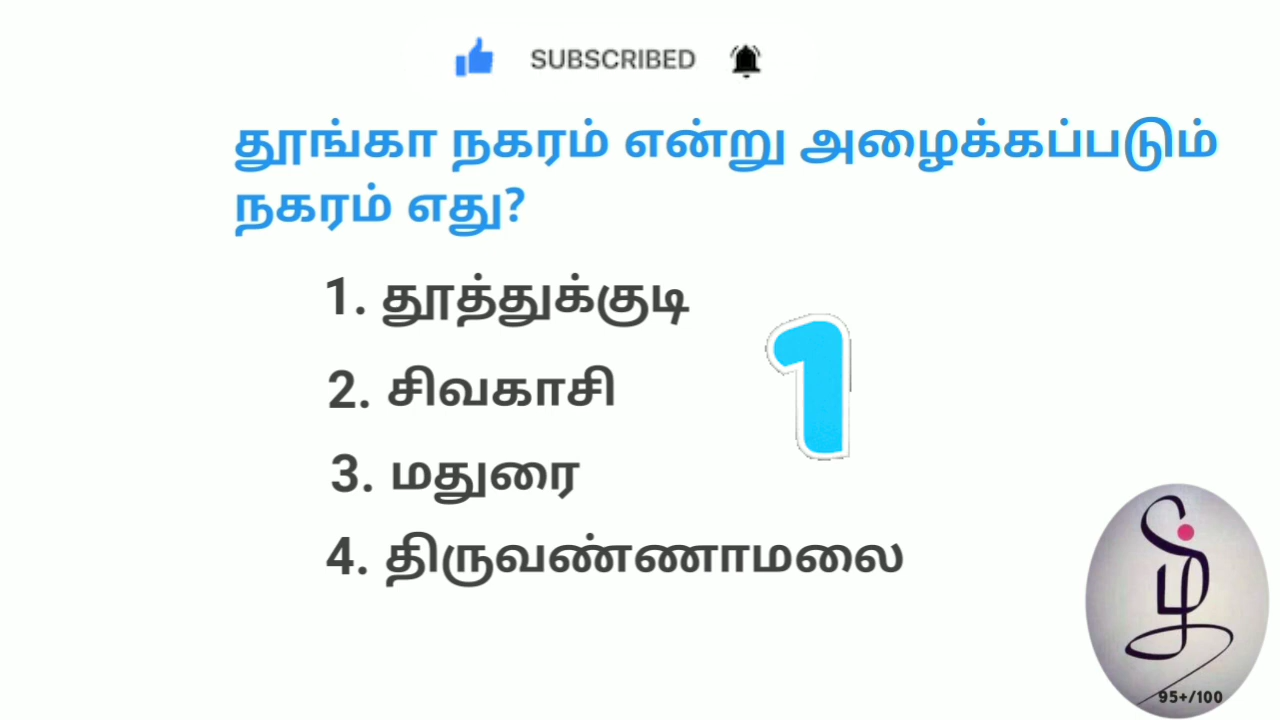 SUBSCRIBED
தூங்கா நகரம் என்று அழைக்கப்படும்
நகரம் எது?
1. தூத்துக்குடி
1
2. சிவகாசி
3. மதுரை
4. திருவண்ணாமலை
95+/100